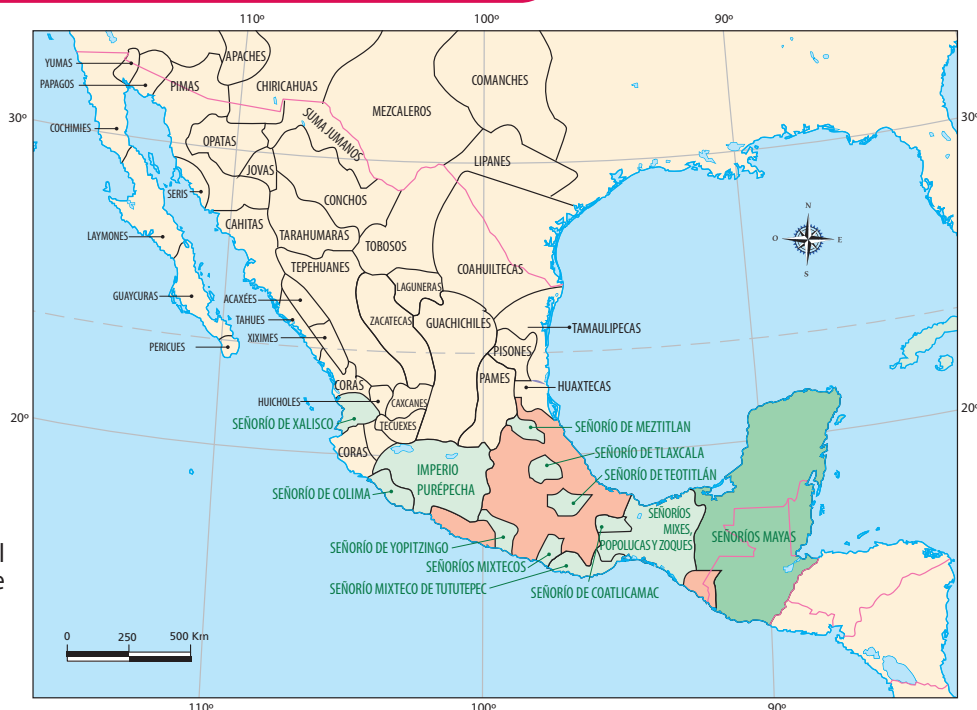 110º
100º
90º
30º
30º
20º
20º
YUMAS
PAPAGOS
COCHIMIES
PIMAS
APACHES
CHIRICAHUAS
SUMA JUMANOS
MEZCALEROS
COMANCHES
LIPANES
OPATAS
JOVAS
SERIS
CAHITAS
CONCHOS
TARAHUMARAS
TOBOSOS
LAYMONES
TEPEHUANES
COAHUILTECAS
LAGUNERAS
GUAYCURAS
ACAXÉES
TAHUES
XIXIMES
PERICUES
ZACATECAS
GUACHICHILES
TAMAULIPECAS
PISONES
PAMES
HUAXTECAS
CORAS
HUICHOLES
CAXCANES
TECUEXES
CORAS
SEÑORÍO DE XALISCO
SEÑORÍO DE MEZTITLAN
SEÑORÍO DE TLAXCALA
SEÑORÍO DE TEOTITLÁN
IMPERIO
PURÉPECHA
SEÑORÍO DE COLIMA
SEÑORÍOS
MIXES,
POPOLUCAS Y ZOQUES
SEÑORÍOS MAYAS
SEÑORÍO DE YOPITZINGO
SEÑORÍOS MIXTECOS
SEÑORÍO MIXTECO DE TUTUTEPEC
SEÑORÍO DE COATLICAMAC
N
O
E
S
l
e
0 250 500 Km
110º
100º
90º